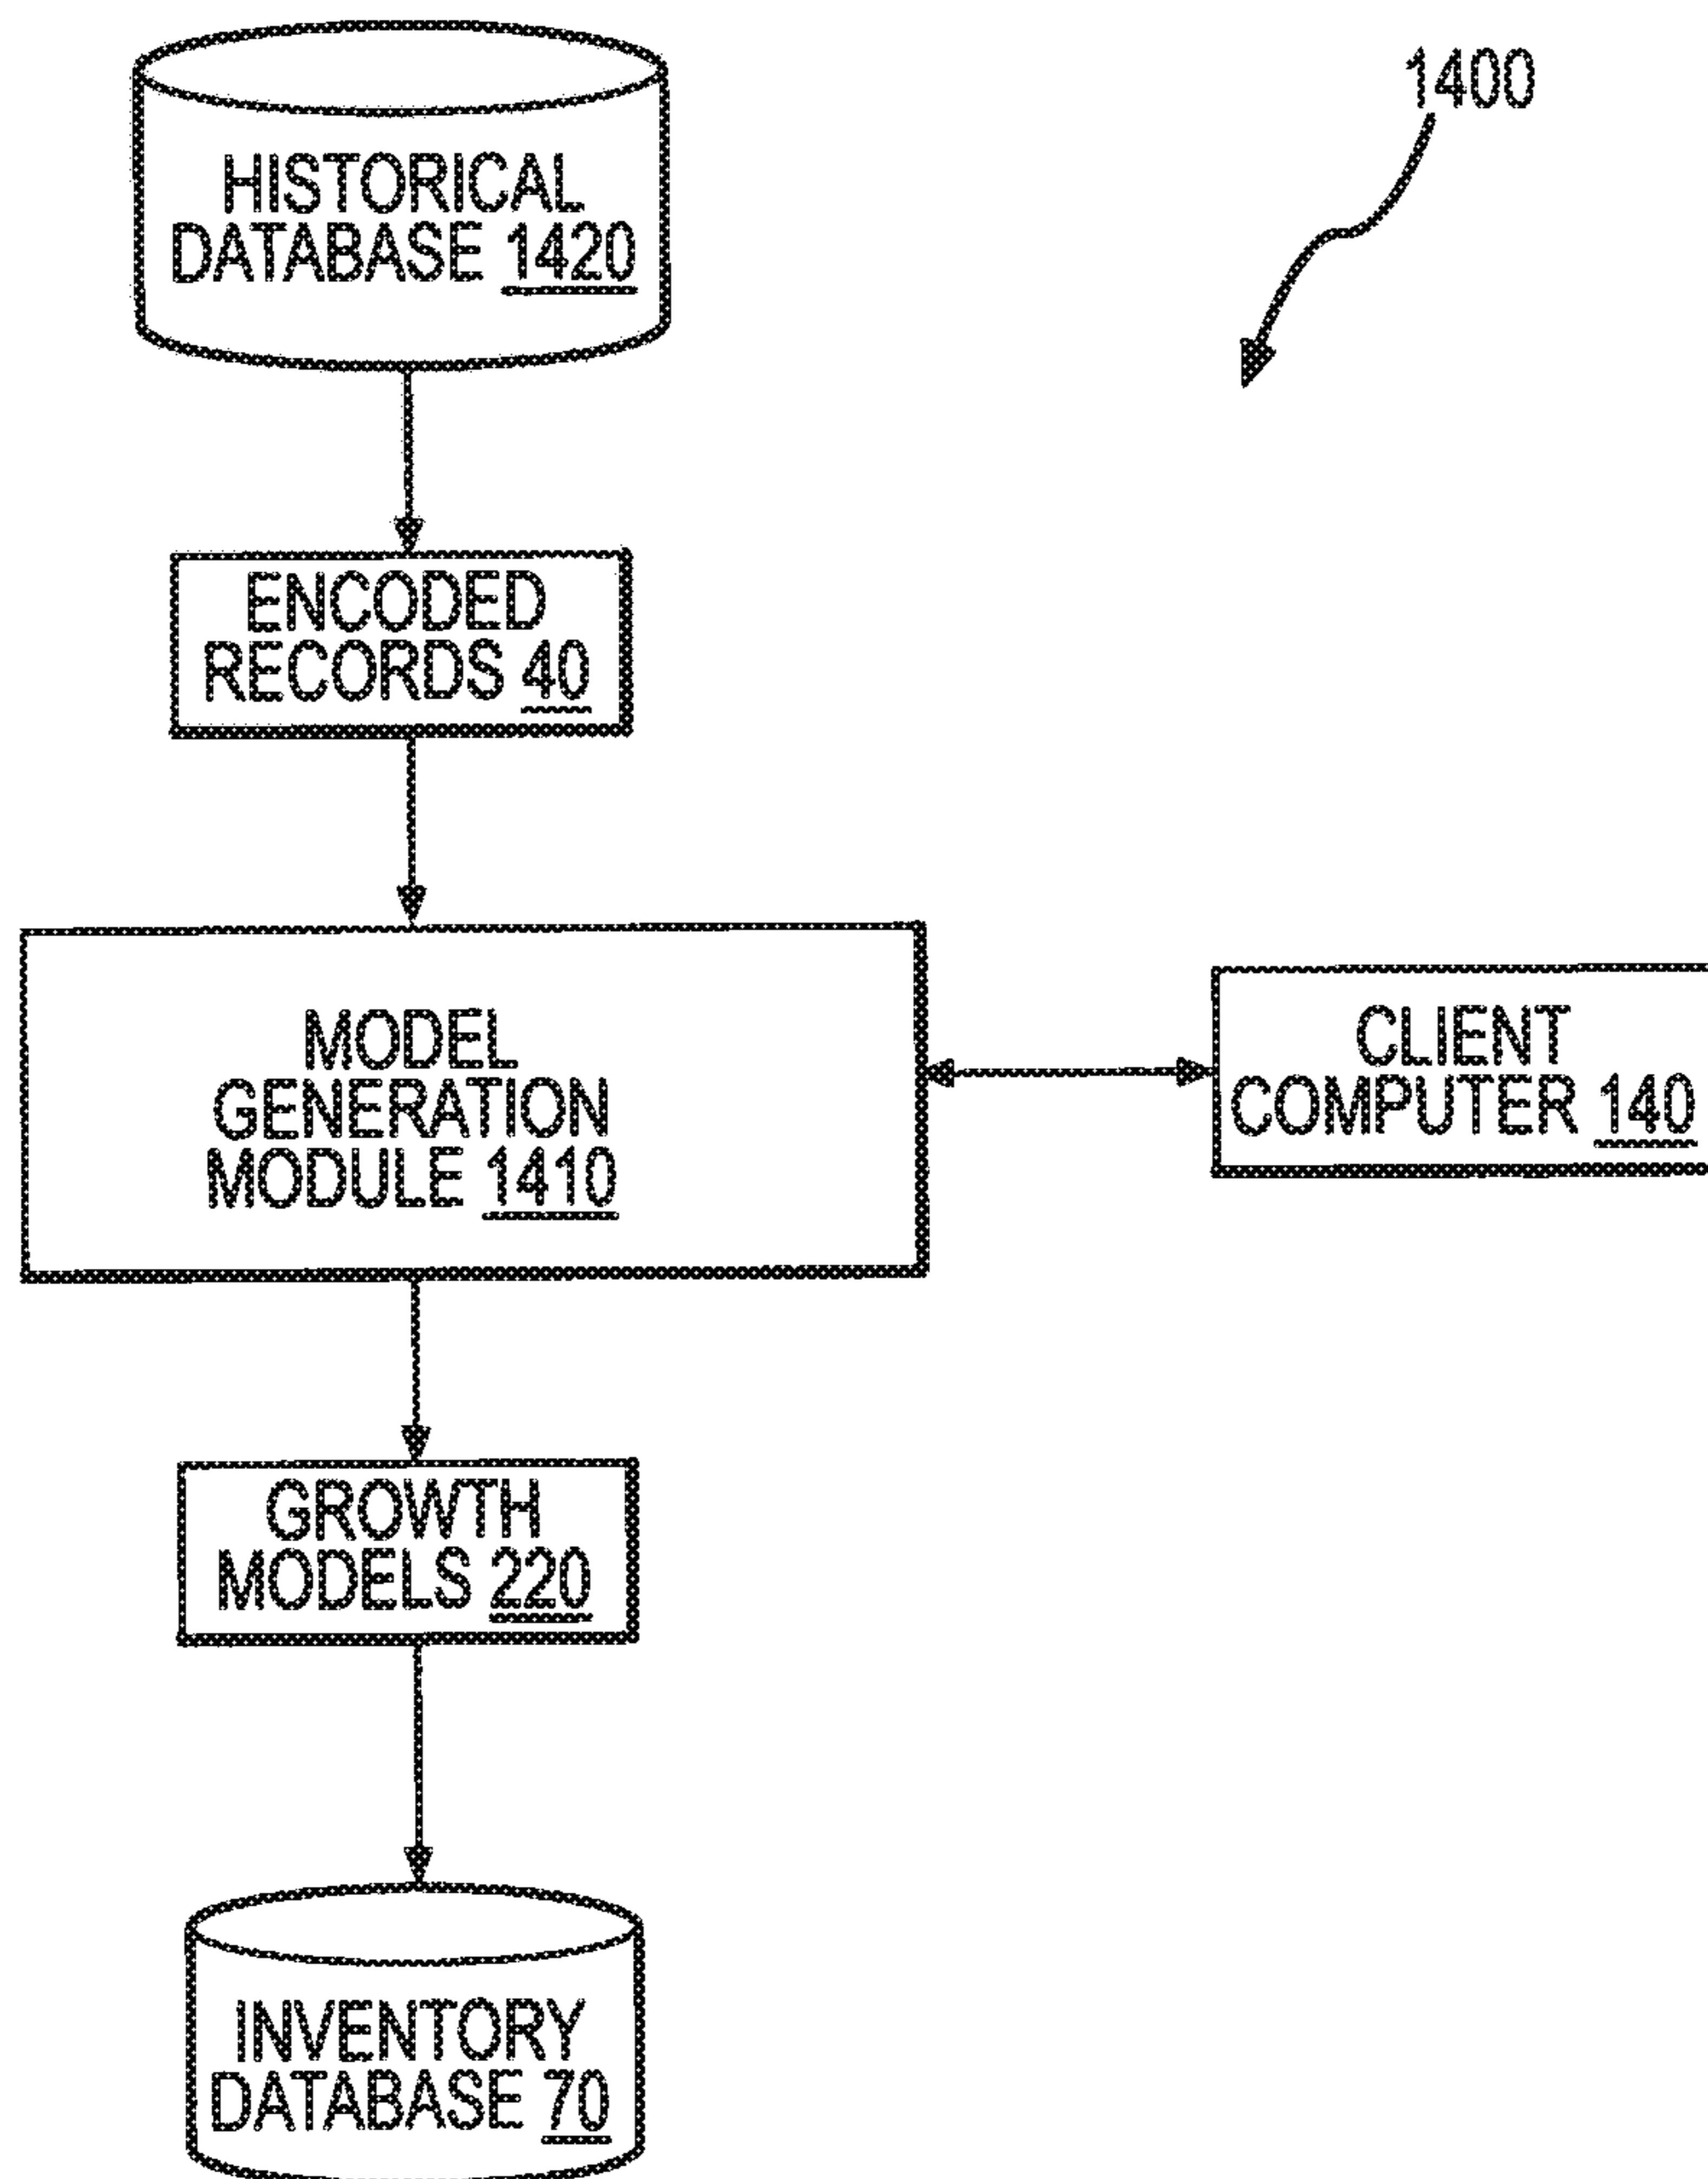 1400
HISTORICAL
DATABASE 1420
ENCODED
RECORDS 40
MODEL
GENERATION
MODULE 1410
CLIENT
COMPUTER 140
GROWTH
MODELS 220
INVENTORY
DATABASE 70